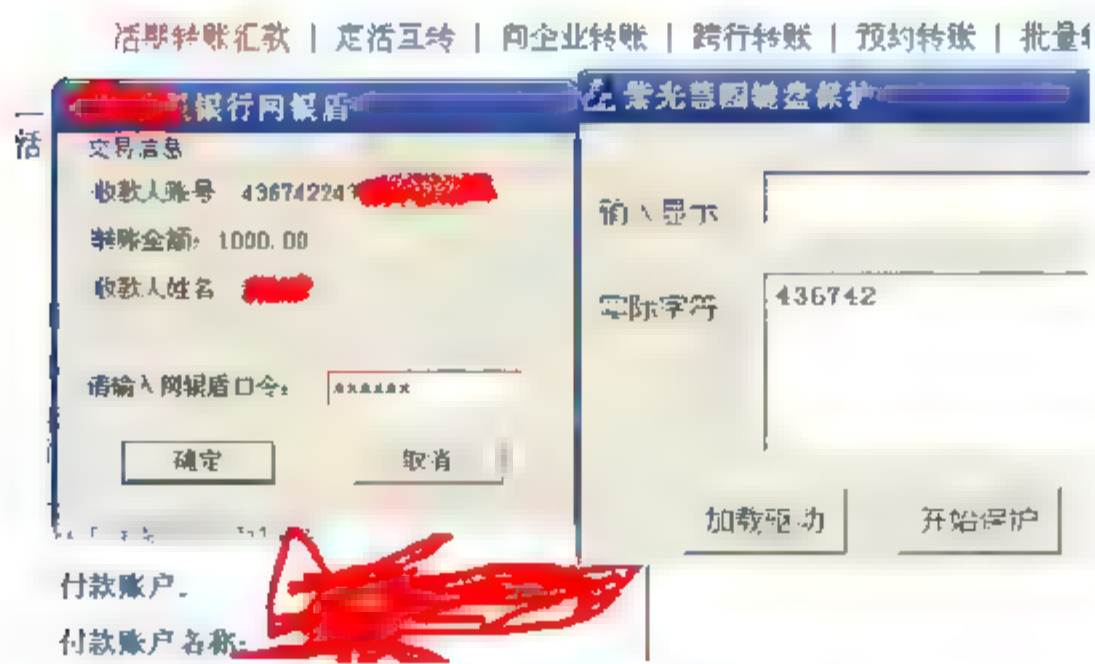 活期转账汇款 | 定活互转 | 向企业转账 | 跨行转账 | 预约转账 | 批量
银行网银盾
紫光慧图键盘保护
活
交易信息
收款人账号 436742243
转账金额: 1000.00
收款人姓名
请输入网银盾口令:
确定 取消
输入显示
实际字符 436742
加载驱动 开始保护
付款账户
付款账户名称: